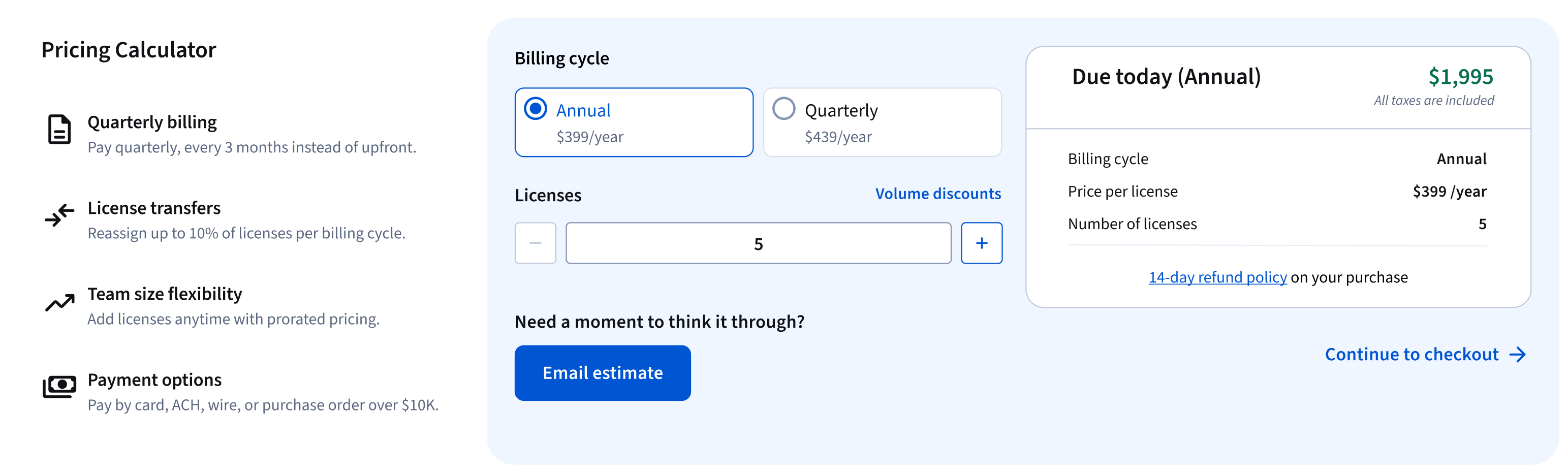 Pricing Calculator
Quarterly billing
Pay quarterly, every 3 months instead of upfront.
License transfers
Reassign up to 10% of licenses per billing cycle.
Team size flexibility
Add licenses anytime with prorated pricing.
Payment options
Pay by card, ACH, wire, or purchase order over $10K.
Billing cycle
Annual
$399/year
Quarterly
$439/year
Licenses
Volume discounts
−
5
+
Need a moment to think it through?
Email estimate
Due today (Annual)
$1,995
All taxes are included
Billing cycle
Annual
Price per license
$399 /year
Number of licenses
5
14-day refund policy on your purchase
Continue to checkout →